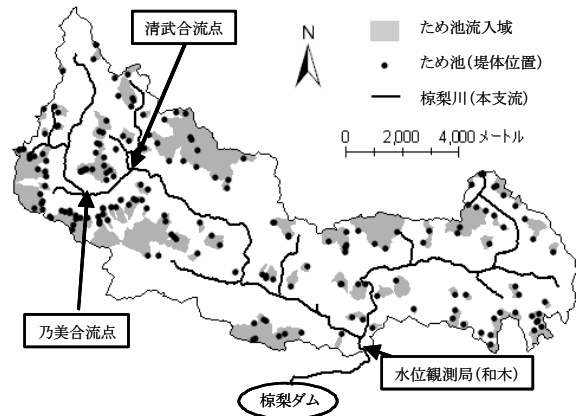 清武合流点
N
ため池流入域
ため池(堤体位置)
椋梨川(本支流)
0 2,000 4,000 メートル
乃美合流点
水位観測局(和木)
椋梨ダム